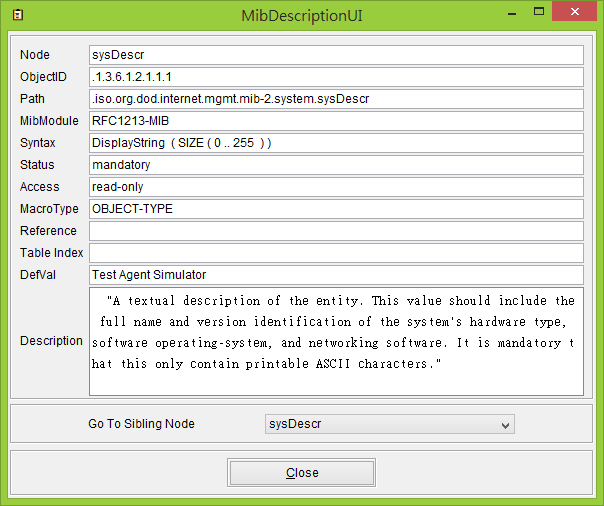 MibDescriptionUI
Node sysDescr
ObjectID .1.3.6.1.2.1.1.1
Path .iso.org.dod.internet.mgmt.mib-2.system.sysDescr
MibModule RFC1213-MIB
Syntax DisplayString ( SIZE ( 0 .. 255 ) )
Status mandatory
Access read-only
MacroType OBJECT-TYPE
Reference
Table Index
DefVal Test Agent Simulator
Description
"A textual description of the entity. This value should include the
full name and version identification of the system's hardware type,
software operating-system, and networking software. It is mandatory t
hat this only contain printable ASCII characters."
Go To Sibling Node sysDescr
Close